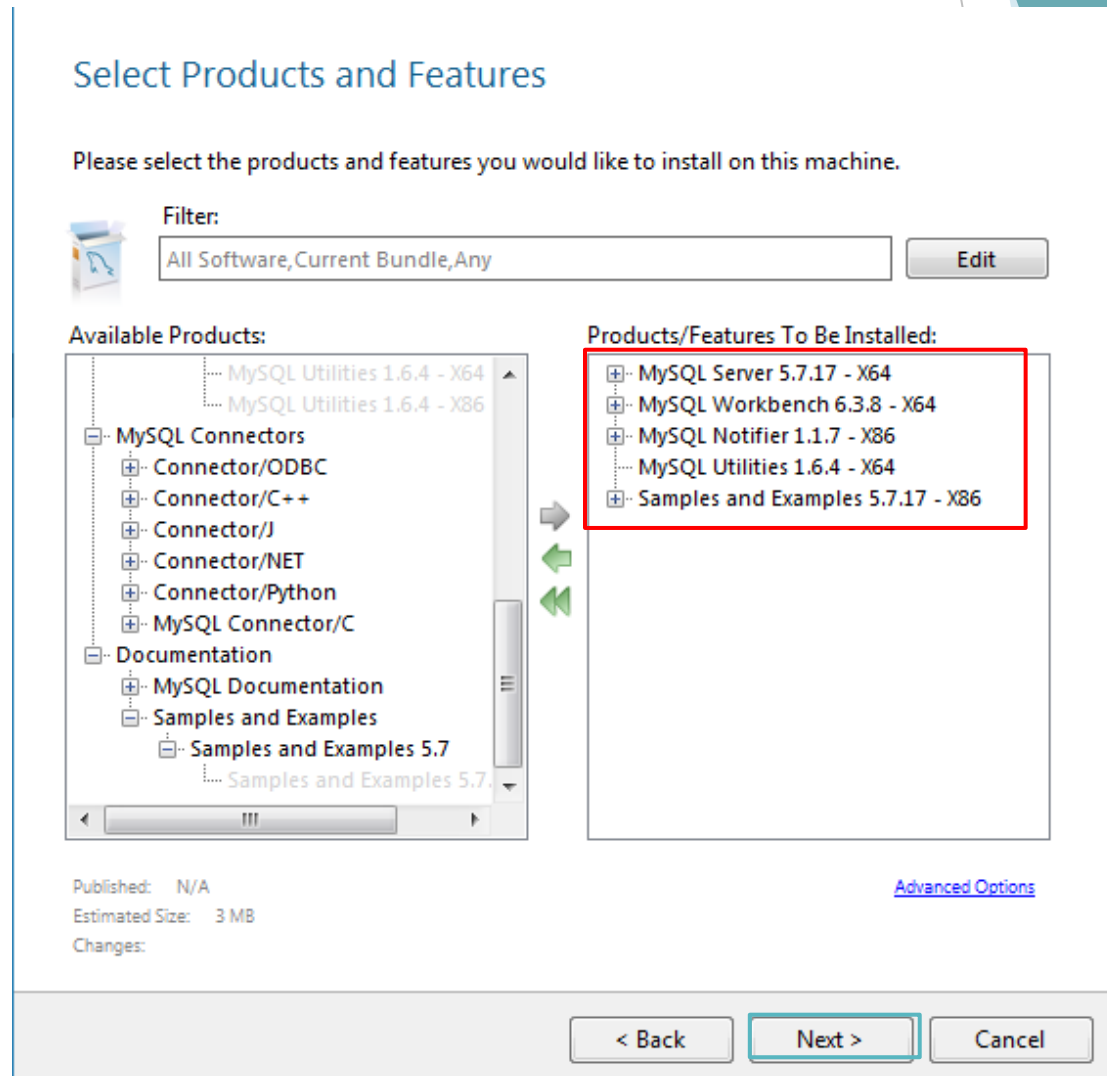 Select Products and Features
Please select the products and features you would like to install on this machine.
Filter:
All Software,Current Bundle,Any
Edit
Available Products:
MySQL Utilities 1.6.4 - X64
MySQL Utilities 1.6.4 - X86
MySQL Connectors
Connector/ODBC
Connector/C++
Connector/J
Connector/NET
Connector/Python
MySQL Connector/C
Documentation
MySQL Documentation
Samples and Examples
Samples and Examples 5.7
Samples and Examples 5.7.
Products/Features To Be Installed:
MySQL Server 5.7.17 - X64
MySQL Workbench 6.3.8 - X64
MySQL Notifier 1.1.7 - X86
MySQL Utilities 1.6.4 - X64
Samples and Examples 5.7.17 - X86
Published: N/A
Estimated Size: 3 MB
Changes:
Advanced Options
< Back
Next >
Cancel